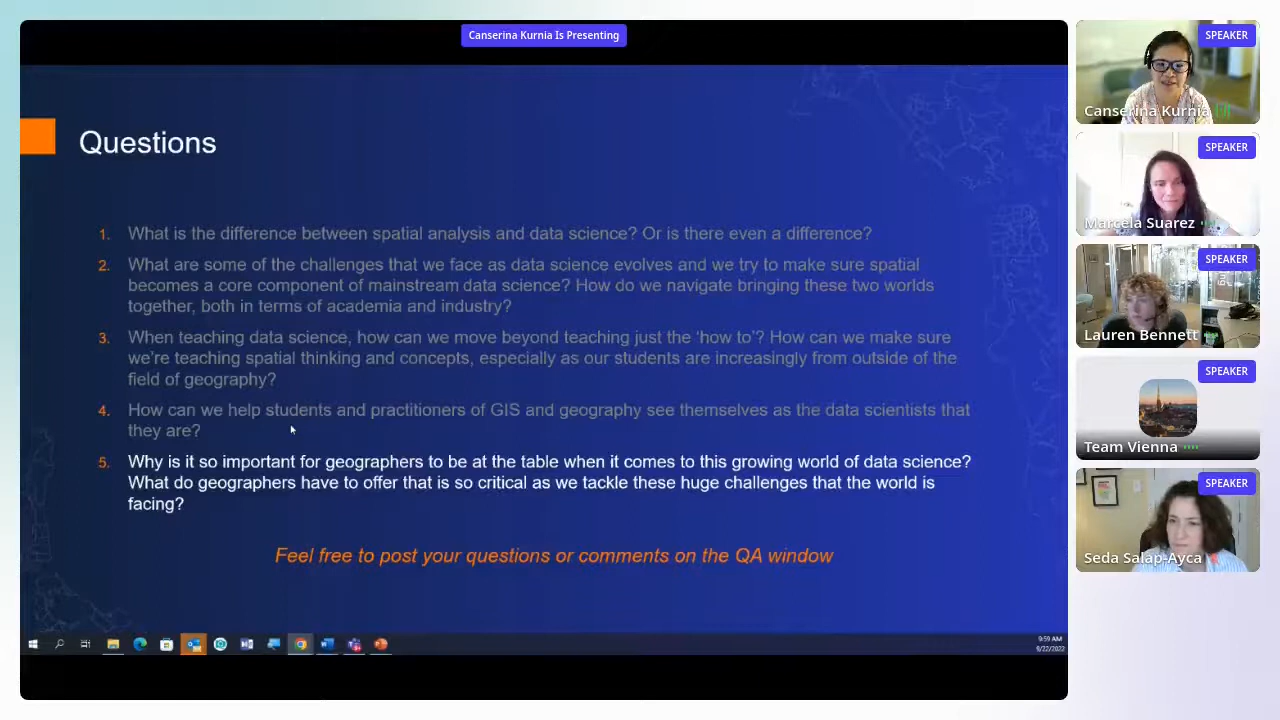 Canserina Kurnia Is Presenting
Questions
1. What is the difference between spatial analysis and data science? Or is there even a difference?
2. What are some of the challenges that we face as data science evolves and we try to make sure spatial
becomes a core component of mainstream data science? How do we navigate bringing these two worlds
together, both in terms of academia and industry?
3. When teaching data science, how can we move beyond teaching just the ‘how to’? How can we make sure
we’re teaching spatial thinking and concepts, especially as our students are increasingly from outside of the
field of geography?
4. How can we help students and practitioners of GIS and geography see themselves as the data scientists that
they are?
5. Why is it so important for geographers to be at the table when it comes to this growing world of data science?
What do geographers have to offer that is so critical as we tackle these huge challenges that the world is
facing?
Feel free to post your questions or comments on the QA window
9:59 AM
6/22/2022
SPEAKER
Canserina Kurnia
SPEAKER
Marcela Suarez
SPEAKER
Lauren Bennett
SPEAKER
Team Vienna
SPEAKER
Seda Salap-Ayca